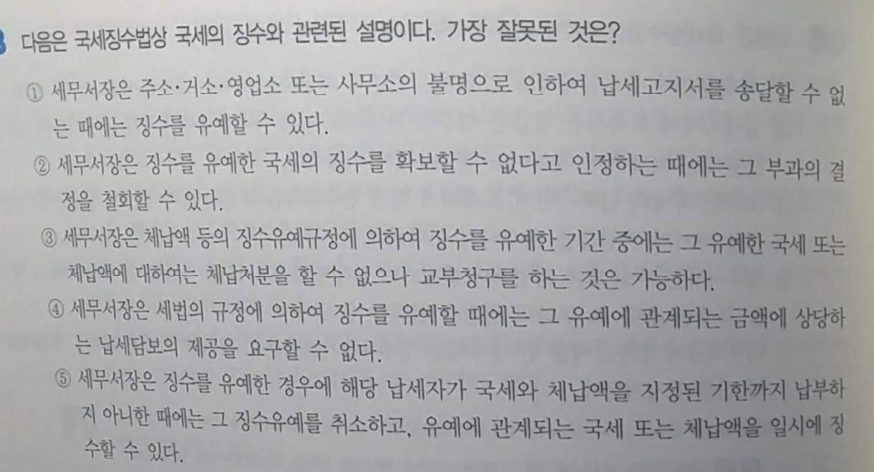 다음은 국세징수법상 국세의 징수와 관련된 설명이다. 가장 잘못된 것은?
① 세무서장은 주소·거소·영업소 또는 사무소의 불명으로 인하여 납세고지서를 송달할 수 없
는 때에는 징수를 유예할 수 있다.
② 세무서장은 징수를 유예한 국세의 징수를 확보할 수 없다고 인정하는 때에는 그 부과의 결
정을 철회할 수 있다.
③ 세무서장은 체납액 등의 징수유예규정에 의하여 징수를 유예한 기간 중에는 그 유예한 국세 또는
체납액에 대하여는 체납처분을 할 수 없으나 교부청구를 하는 것은 가능하다.
④ 세무서장은 세법의 규정에 의하여 징수를 유예할 때에는 그 유예에 관계되는 금액에 상당하
는 납세담보의 제공을 요구할 수 없다.
⑤ 세무서장은 징수를 유예한 경우에 해당 납세자가 국세와 체납액을 지정된 기한까지 납부하
지 아니한 때에는 그 징수유예를 취소하고, 유예에 관계되는 국세 또는 체납액을 일시에 징
수할 수 있다.